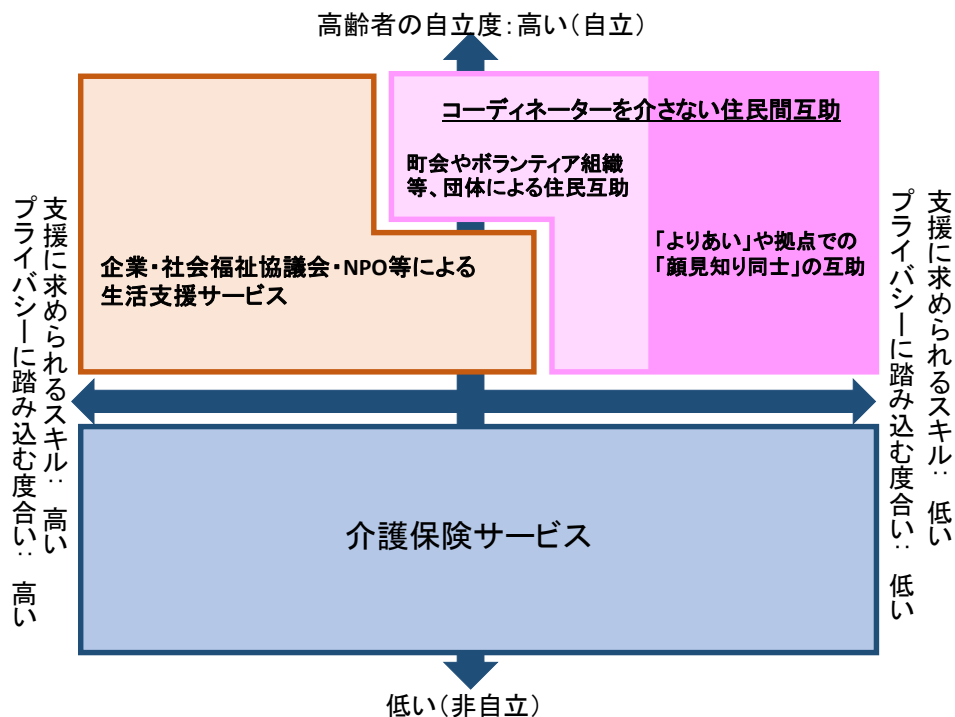 高齢者の自立度：高い（自立）
コーディネーターを介さない住民間互助
町会やボランティア組織
等、団体による住民互助
「よりあい」や拠点での
「顔見知り同士」の互助
企業・社会福祉協議会・NPO等による
生活支援サービス
支援に求められるスキル：高い
プライバシーに踏み込む度合い：高い
支援に求められるスキル：低い
プライバシーに踏み込む度合い：低い
介護保険サービス
低い（非自立）